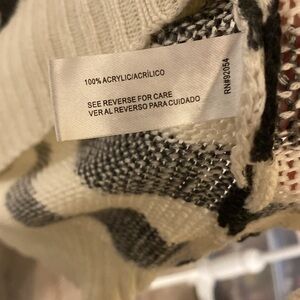 100% ACRYLIC/ACRÍLICO
SEE REVERSE FOR CARE
VER AL REVERSO PARA CUIDADO
RN#92054